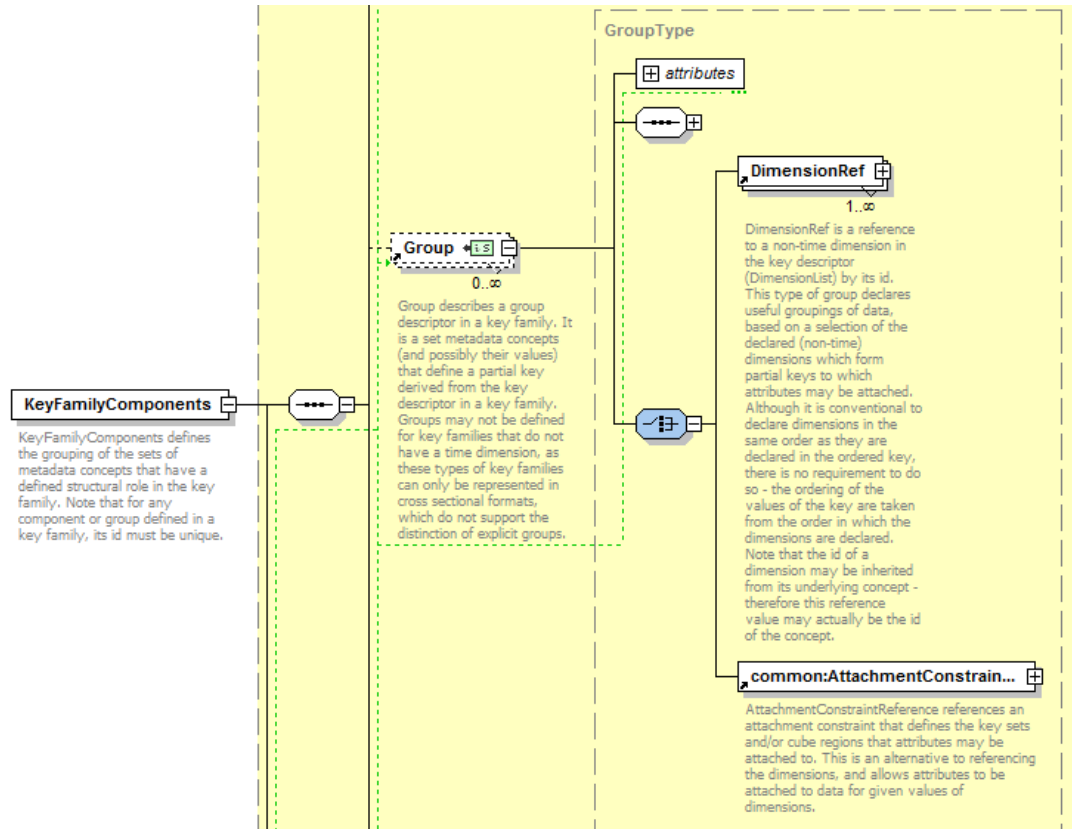 GroupType
attributes
DimensionRef
1..∞
DimensionRef is a reference
to a non-time dimension in
the key descriptor
(DimensionList) by its id.
This type of group declares
useful groupings of data,
based on a selection of the
declared (non-time)
dimensions which form
partial keys to which
attributes may be attached.
Although it is conventional to
declare dimensions in the
same order as they are
declared in the ordered key,
there is no requirement to do
so - the ordering of the
values of the key are taken
from the order in which the
dimensions are declared.
Note that the id of a
dimension may be inherited
from its underlying concept -
therefore this reference
value may actually be the id
of the concept.
Group is
0..∞
Group describes a group
descriptor in a key family. It
is a set metadata concepts
(and possibly their values)
that define a partial key
derived from the key
descriptor in a key family.
Groups may not be defined
for key families that do not
have a time dimension, as
these types of key families
can only be represented in
cross sectional formats,
which do not support the
distinction of explicit groups.
KeyFamilyComponents
KeyFamilyComponents defines
the grouping of the sets of
metadata concepts that have a
defined structural role in the key
family. Note that for any
component or group defined in a
key family, its id must be unique.
common:AttachmentConstrain...
AttachmentConstraintReference references an
attachment constraint that defines the key sets
and/or cube regions that attributes may be
attached to. This is an alternative to referencing
the dimensions, and allows attributes to be
attached to data for given values of
dimensions.